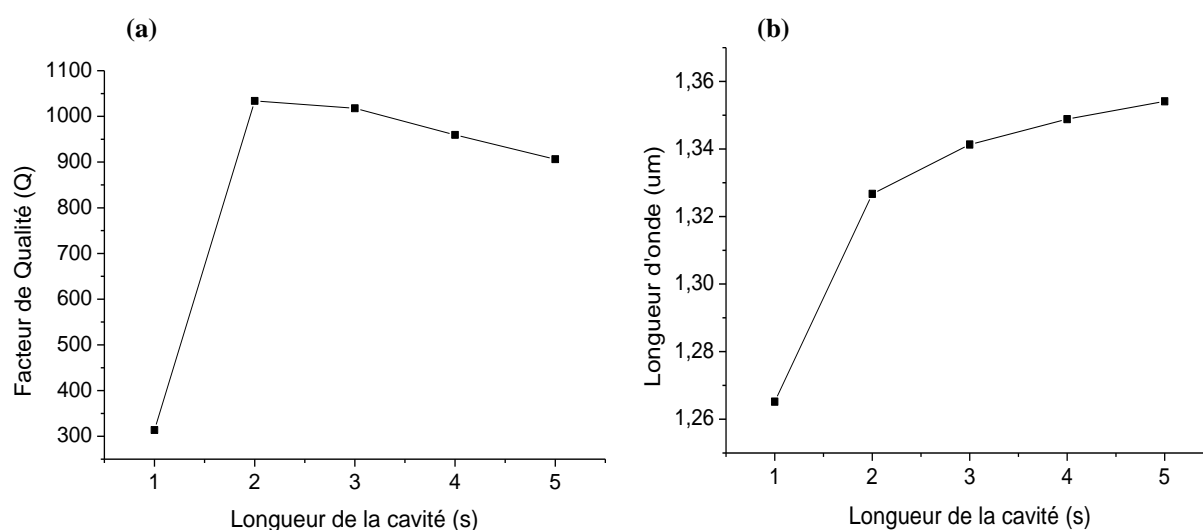 (a)
1100
1000
900
800
700
600
500
400
300
Facteur de Qualité (Q)
1 2 3 4 5
Longueur de la cavité (s)
(b)
1,36
1,34
1,32
1,30
1,28
1,26
Longueur d'onde (um)
1 2 3 4 5
Longueur de la cavité (s)